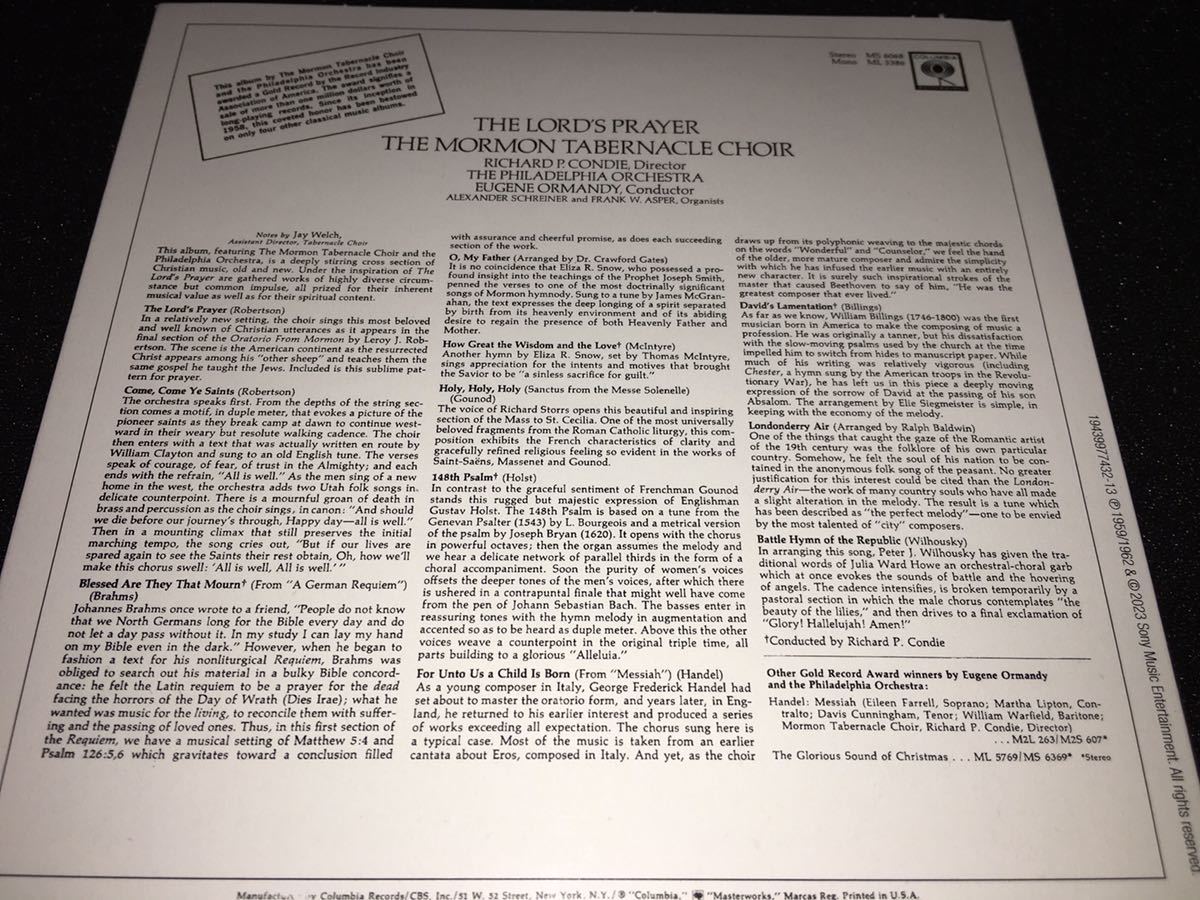 This album by The Mormon Tabernacle Choir
and the Philadelphia Orchestra has been
awarded a Gold Record by the Record Industry
Association of America. The award signifies a
sale of more than one million dollars worth of
long-playing records. Since its inception in
1958, this coveted honor has been bestowed
on only four other classical music albums.
Stereo MS 6068
Mono ML 5386
COLUMBIA
THE LORD'S PRAYER
THE MORMON TABERNACLE CHOIR
RICHARD P. CONDIE, Director
THE PHILADELPHIA ORCHESTRA
EUGENE ORMANDY, Conductor
ALEXANDER SCHREINER and FRANK W. ASPER, Organists
Notes by Jay Welch,
Assistant Director, Tabernacle Choir
This album, featuring The Mormon Tabernacle Choir and the
Philadelphia Orchestra, is a deeply stirring cross section of
Christian music, old and new. Under the inspiration of The
Lord's Prayer are gathered works of highly diverse circum-
stance but common impulse, all prized for their inherent
musical value as well as for their spiritual content.
The Lord's Prayer (Robertson)
In a relatively new setting, the choir sings this most beloved
and well known of Christian utterances as it appears in the
final section of the Oratorio From Mormon by Leroy J. Rob-
ertson. The scene is the American continent as the resurrected
Christ appears among his "other sheep" and teaches them the
same gospel he taught the Jews. Included is this sublime pat-
tern for prayer.
Come, Come Ye Saints (Robertson)
The orchestra speaks first. From the depths of the string sec-
tion comes a motif, in duple meter, that evokes a picture of the
pioneer saints as they break camp at dawn to continue west-
ward in their weary but resolute walking cadence. The choir
then enters with a text that was actually written en route by
William Clayton and sung to an old English tune. The verses
speak of courage, of fear, of trust in the Almighty; and each
ends with the refrain, "All is well." As the men sing of a new
home in the west, the orchestra adds two Utah folk songs in
delicate counterpoint. There is a mournful groan of death in
brass and percussion as the choir sings, in canon: "And should
we die before our journey's through, Happy day—all is well."
Then in a mounting climax that still preserves the initial
marching tempo, the song cries out, "But if our lives are
spared again to see the Saints their rest obtain, Oh, how we'll
make this chorus swell: 'All is well, All is well.' "
Blessed Are They That Mourn† (From "A German Requiem")
(Brahms)
Johannes Brahms once wrote to a friend, "People do not know
that we North Germans long for the Bible every day and do
not let a day pass without it. In my study I can lay my hand
on my Bible even in the dark." However, when he began to
fashion a text for his nonliturgical Requiem, Brahms was
obliged to search out his material in a bulky Bible concord-
ance: he felt the Latin requiem to be a prayer for the dead
facing the horrors of the Day of Wrath (Dies Irae); what he
wanted was music for the living, to reconcile them with suffer-
ing and the passing of loved ones. Thus, in this first section of
the Requiem, we have a musical setting of Matthew 5:4 and
Psalm 126:5,6 which gravitates toward a conclusion filled
with assurance and cheerful promise, as does each succeeding
section of the work.
O, My Father (Arranged by Dr. Crawford Gates)
It is no coincidence that Eliza R. Snow, who possessed a pro-
found insight into the teachings of the Prophet Joseph Smith,
penned the verses to one of the most doctrinally significant
songs of Mormon hymnody. Sung to a tune by James McGran-
ahan, the text expresses the deep longing of a spirit separated
by birth from its heavenly environment and of its abiding
desire to regain the presence of both Heavenly Father and
Mother.
How Great the Wisdom and the Love† (McIntyre)
Another hymn by Eliza R. Snow, set by Thomas McIntyre,
sings appreciation for the intents and motives that brought
the Savior to be "a sinless sacrifice for guilt."
Holy, Holy, Holy (Sanctus from the Messe Solenelle)
(Gounod)
The voice of Richard Storrs opens this beautiful and inspiring
section of the Mass to St. Cecilia. One of the most universally
beloved fragments from the Roman Catholic liturgy, this com-
position exhibits the French characteristics of clarity and
gracefully refined religious feeling so evident in the works of
Saint-Saëns, Massenet and Gounod.
148th Psalm† (Holst)
In contrast to the graceful sentiment of Frenchman Gounod
stands this rugged but majestic expression of Englishman
Gustav Holst. The 148th Psalm is based on a tune from the
Genevan Psalter (1543) by L. Bourgeois and a metrical version
of the psalm by Joseph Bryan (1620). It opens with the chorus
in powerful octaves; then the organ assumes the melody and
we hear a delicate network of parallel thirds in the form of a
choral accompaniment. Soon the purity of women's voices
offsets the deeper tones of the men's voices, after which there
is ushered in a contrapuntal finale that might well have come
from the pen of Johann Sebastian Bach. The basses enter in
reassuring tones with the hymn melody in augmentation and
accented so as to be heard as duple meter. Above this the other
voices weave a counterpoint in the original triple time, all
parts building to a glorious "Alleluia."
For Unto Us a Child Is Born (From "Messiah") (Handel)
As a young composer in Italy, George Frederick Handel had
set about to master the oratorio form, and years later, in Eng-
land, he returned to his earlier interest and produced a series
of works exceeding all expectation. The chorus sung here is
a typical case. Most of the music is taken from an earlier
cantata about Eros, composed in Italy. And yet, as the choir
draws up from its polyphonic weaving to the majestic chords
on the words "Wonderful" and "Counselor," we feel the hand
of the older, more mature composer and admire the simplicity
with which he has infused the earlier music with an entirely
new character. It is surely such inspirational strokes of the
master that caused Beethoven to say of him, "He was the
greatest composer that ever lived."
David's Lamentation† (Billings)
As far as we know, William Billings (1746-1800) was the first
musician born in America to make the composing of music a
profession. He was originally a tanner, but his dissatisfaction
with the slow-moving psalms used by the church at the time
impelled him to switch from hides to manuscript paper. While
much of his writing was relatively vigorous (including
Chester, a hymn sung by the American troops in the Revolu-
tionary War), he has left us in this piece a deeply moving
expression of the sorrow of David at the passing of his son
Absalom. The arrangement by Elie Siegmeister is simple, in
keeping with the economy of the melody.
Londonderry Air (Arranged by Ralph Baldwin)
One of the things that caught the gaze of the Romantic artist
of the 19th century was the folklore of his own particular
country. Somehow, he felt the soul of his nation to be con-
tained in the anonymous folk song of the peasant. No greater
justification for this interest could be cited than the London-
derry Air—the work of many country souls who have all made
a slight alteration in the melody. The result is a tune which
has been described as "the perfect melody"—one to be envied
by the most talented of "city" composers.
Battle Hymn of the Republic (Wilhousky)
In arranging this song, Peter J. Wilhousky has given the tra-
ditional words of Julia Ward Howe an orchestral-choral garb
which at once evokes the sounds of battle and the hovering
of angels. The cadence intensifies, is broken temporarily by a
pastoral section in which the male chorus contemplates "the
beauty of the lilies," and then drives to a final exclamation of
"Glory! Hallelujah! Amen!"
†Conducted by Richard P. Condie
Other Gold Record Award winners by Eugene Ormandy
and the Philadelphia Orchestra:
Handel: Messiah (Eileen Farrell, Soprano; Martha Lipton, Con-
tralto; Davis Cunningham, Tenor; William Warfield, Baritone;
Mormon Tabernacle Choir, Richard P. Condie, Director)
. . . M2L 263/M2S 607*
The Glorious Sound of Christmas . . . ML 5769/MS 6369* *Stereo
19439977432-13 ℗ 1959/1962 & ℗© 2023 Sony Music Entertainment. All rights reserved.
Columbia Records/CBS, Inc./51 W. 52 Street, New York, N.Y./® "Columbia," "Masterworks," Marcas Reg. Printed in U.S.A.